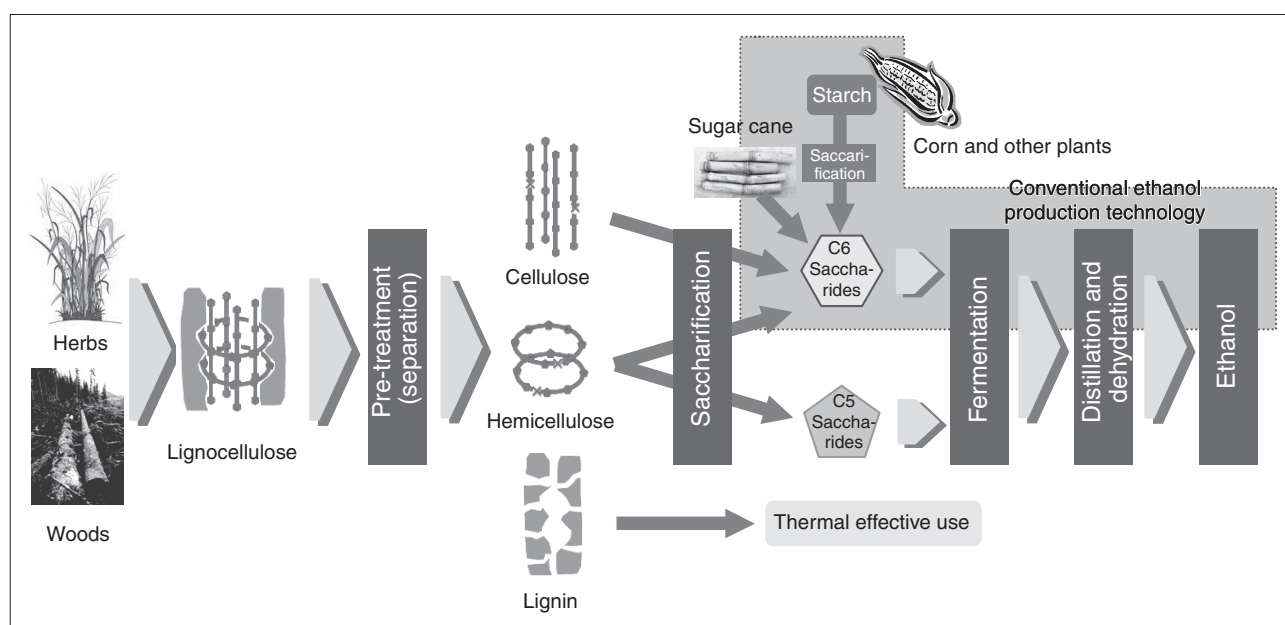 Starch
Sugar cane
Saccari-
fication
Corn and other plants
Conventional ethanol
production technology
Herbs
Woods
Lignocellulose
Pre-treatment
(separation)
Cellulose
Hemicellulose
Lignin
Saccharification
C6
Saccha-
rides
C5
Saccha-
rides
Thermal effective use
Fermentation
Distillation and
dehydration
Ethanol